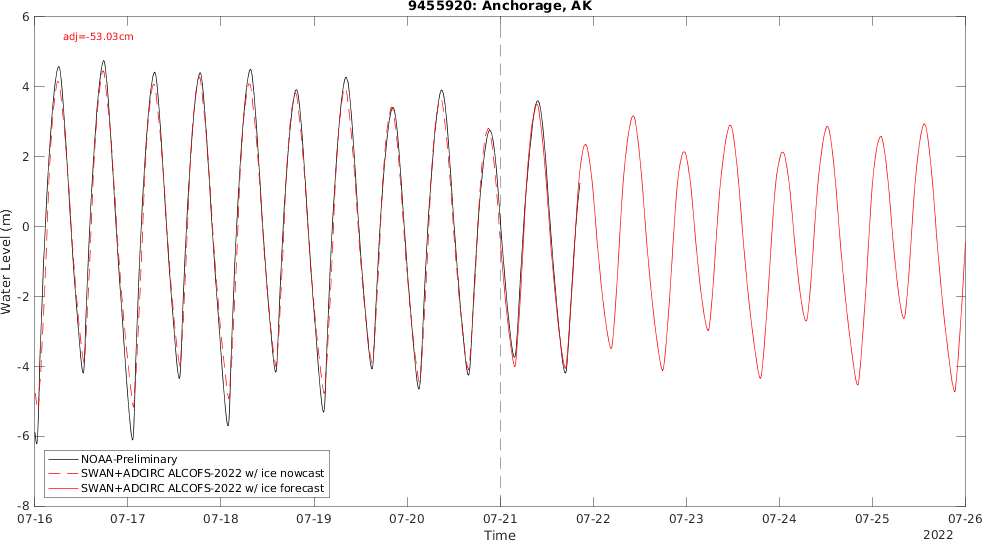 9455920: Anchorage, AK
adj=-53.03cm
Water Level (m)
6
4
2
0
-2
-4
-6
-8
NOAA-Preliminary
SWAN+ADCIRC ALCOFS-2022 w/ ice nowcast
SWAN+ADCIRC ALCOFS-2022 w/ ice forecast
07-16 07-17 07-18 07-19 07-20 07-21 07-22 07-23 07-24 07-25 07-26
Time
2022